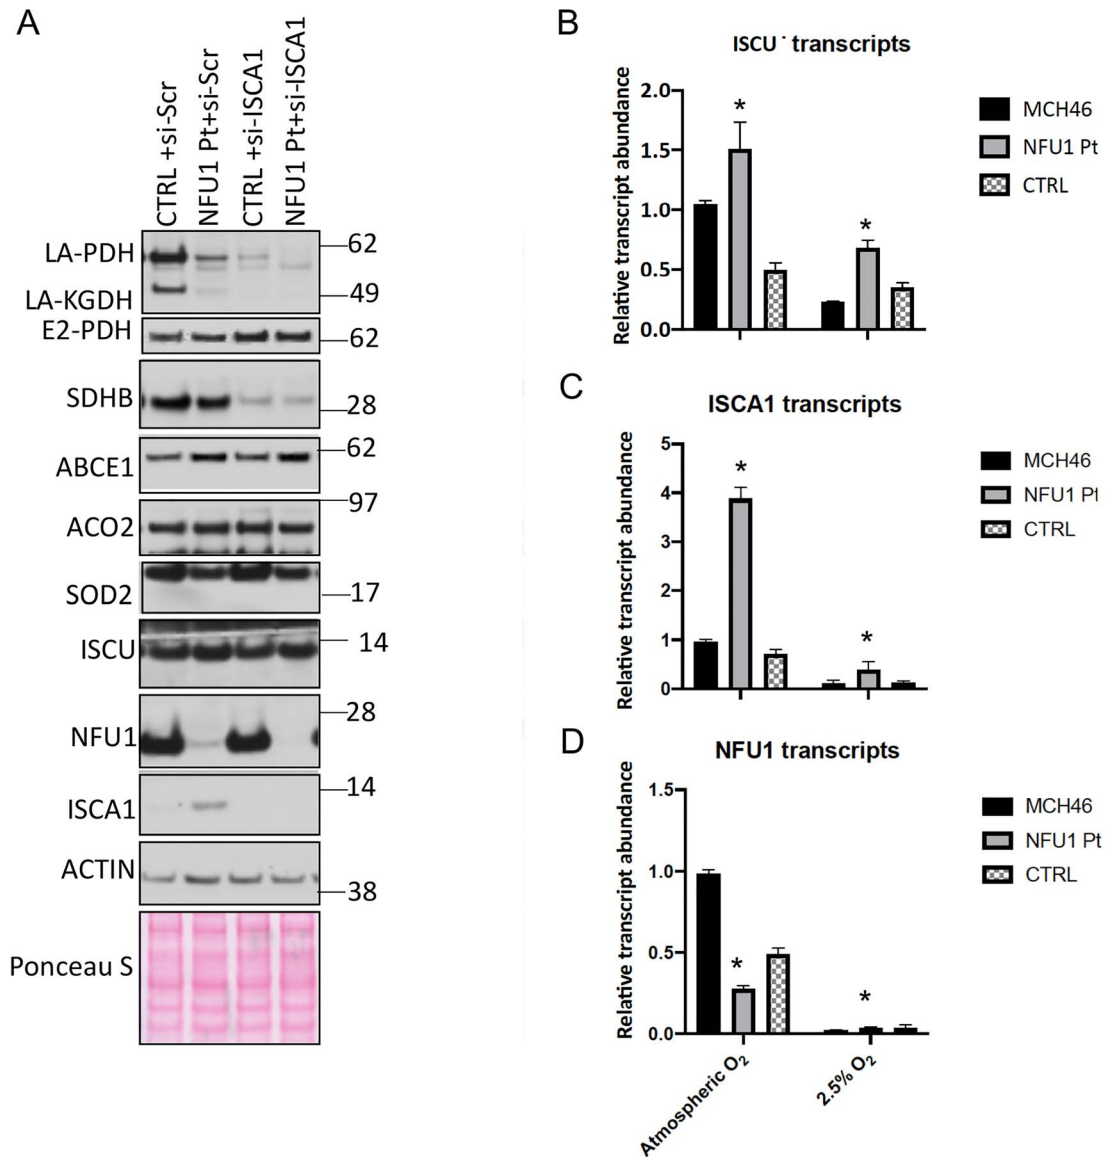 A
CTRL +si-Scr
NFU1 Pt+si-Scr
CTRL +si-ISCA1
NFU1 Pt+si-ISCA1
LA-PDH
62
LA-KGDH
49
E2-PDH
62
SDHB
28
ABCE1
62
ACO2
97
SOD2
17
ISCU
14
NFU1
28
ISCA1
14
ACTIN
38
Ponceau S
B
ISCU transcripts
Relative transcript abundance
2.0
1.5
1.0
0.5
0.0
*
*
MCH46
NFU1 Pt
CTRL
C
ISCA1 transcripts
Relative transcript abundance
5
4
3
2
1
0
*
*
MCH46
NFU1 Pt
CTRL
D
NFU1 transcripts
Relative transcript abundance
1.5
1.0
0.5
0.0
*
*
MCH46
NFU1 Pt
CTRL
Atmospheric O₂
2.5% O₂